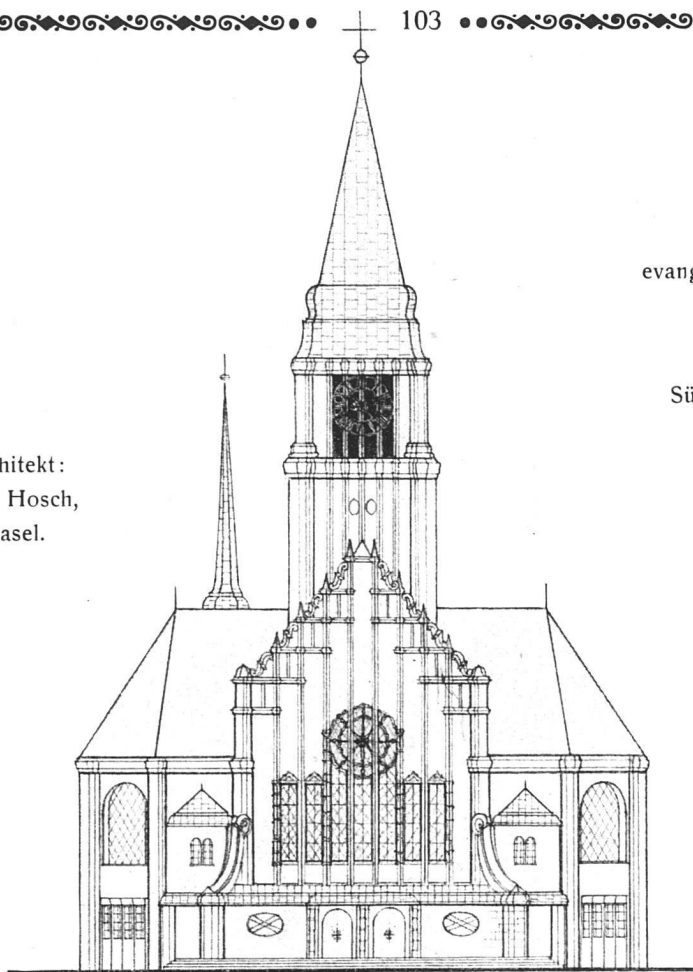 103
evang
Sü
hitekt:
Hosch,
asel.